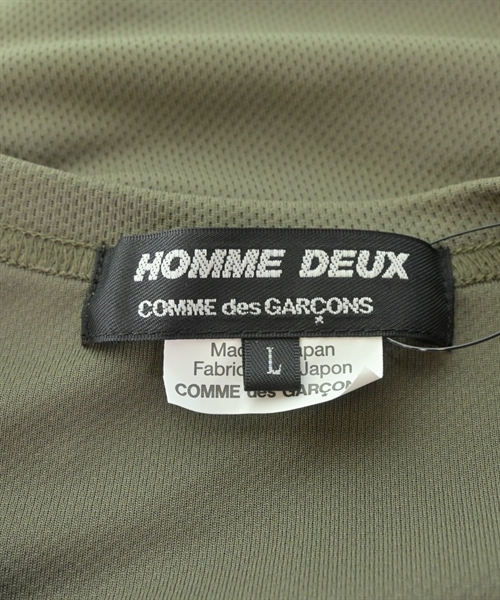 HOMME DEUX
COMME des GARÇONS
L
Japan
Japon
COMME des GARÇON